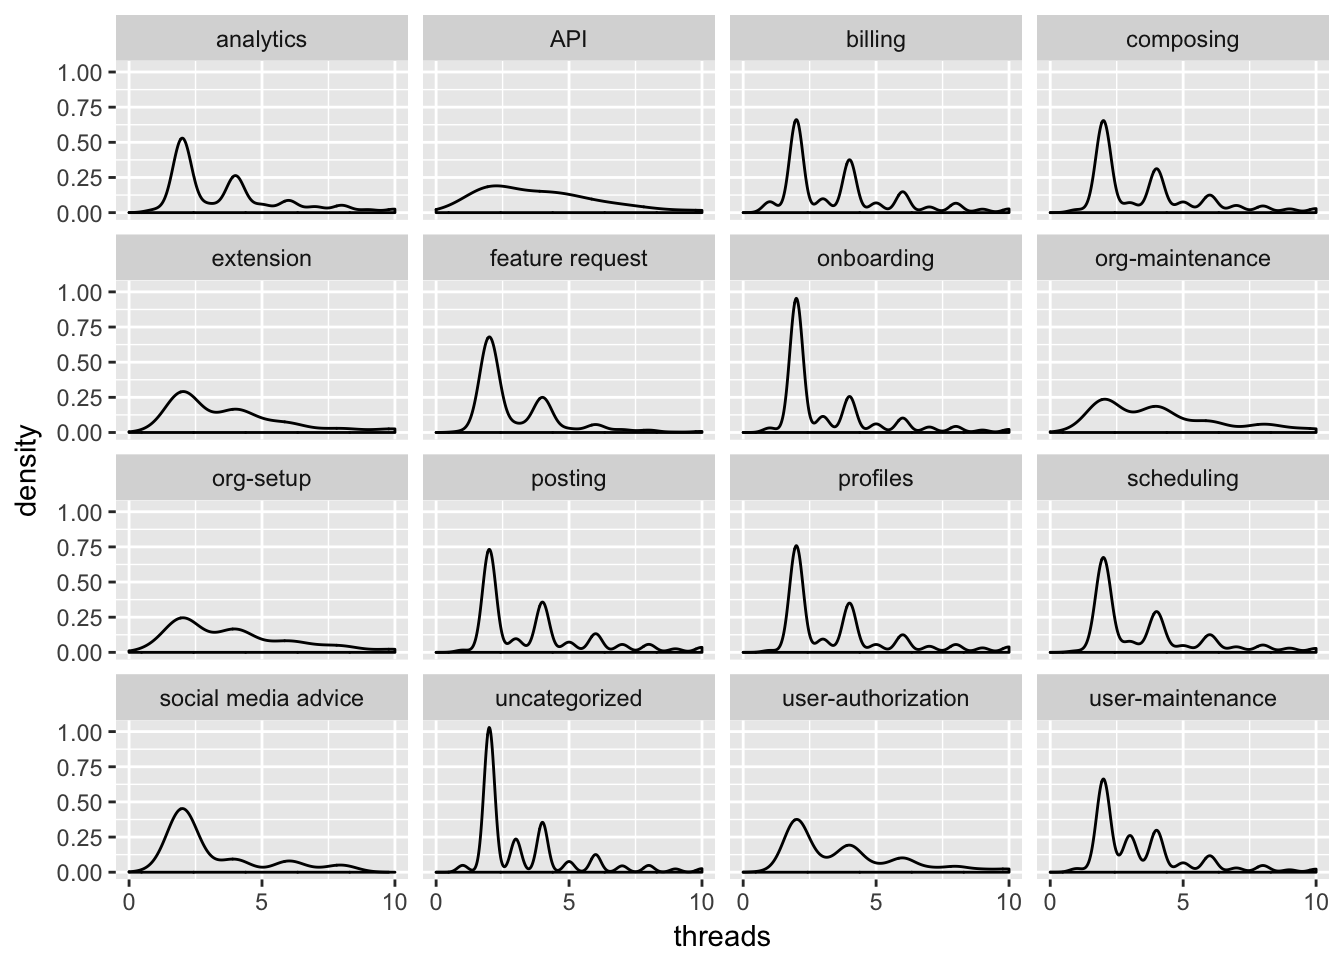 analytics API billing composing
1.00
0.75
0.50
0.25
0.00
extension feature request onboarding org-maintenance
1.00
0.75
0.50
0.25
0.00
org-setup posting profiles scheduling
1.00
0.75
0.50
0.25
0.00
social media advice uncategorized user-authorization user-maintenance
1.00
0.75
0.50
0.25
0.00
0 5 10 0 5 10 0 5 10 0 5 10
threads
density